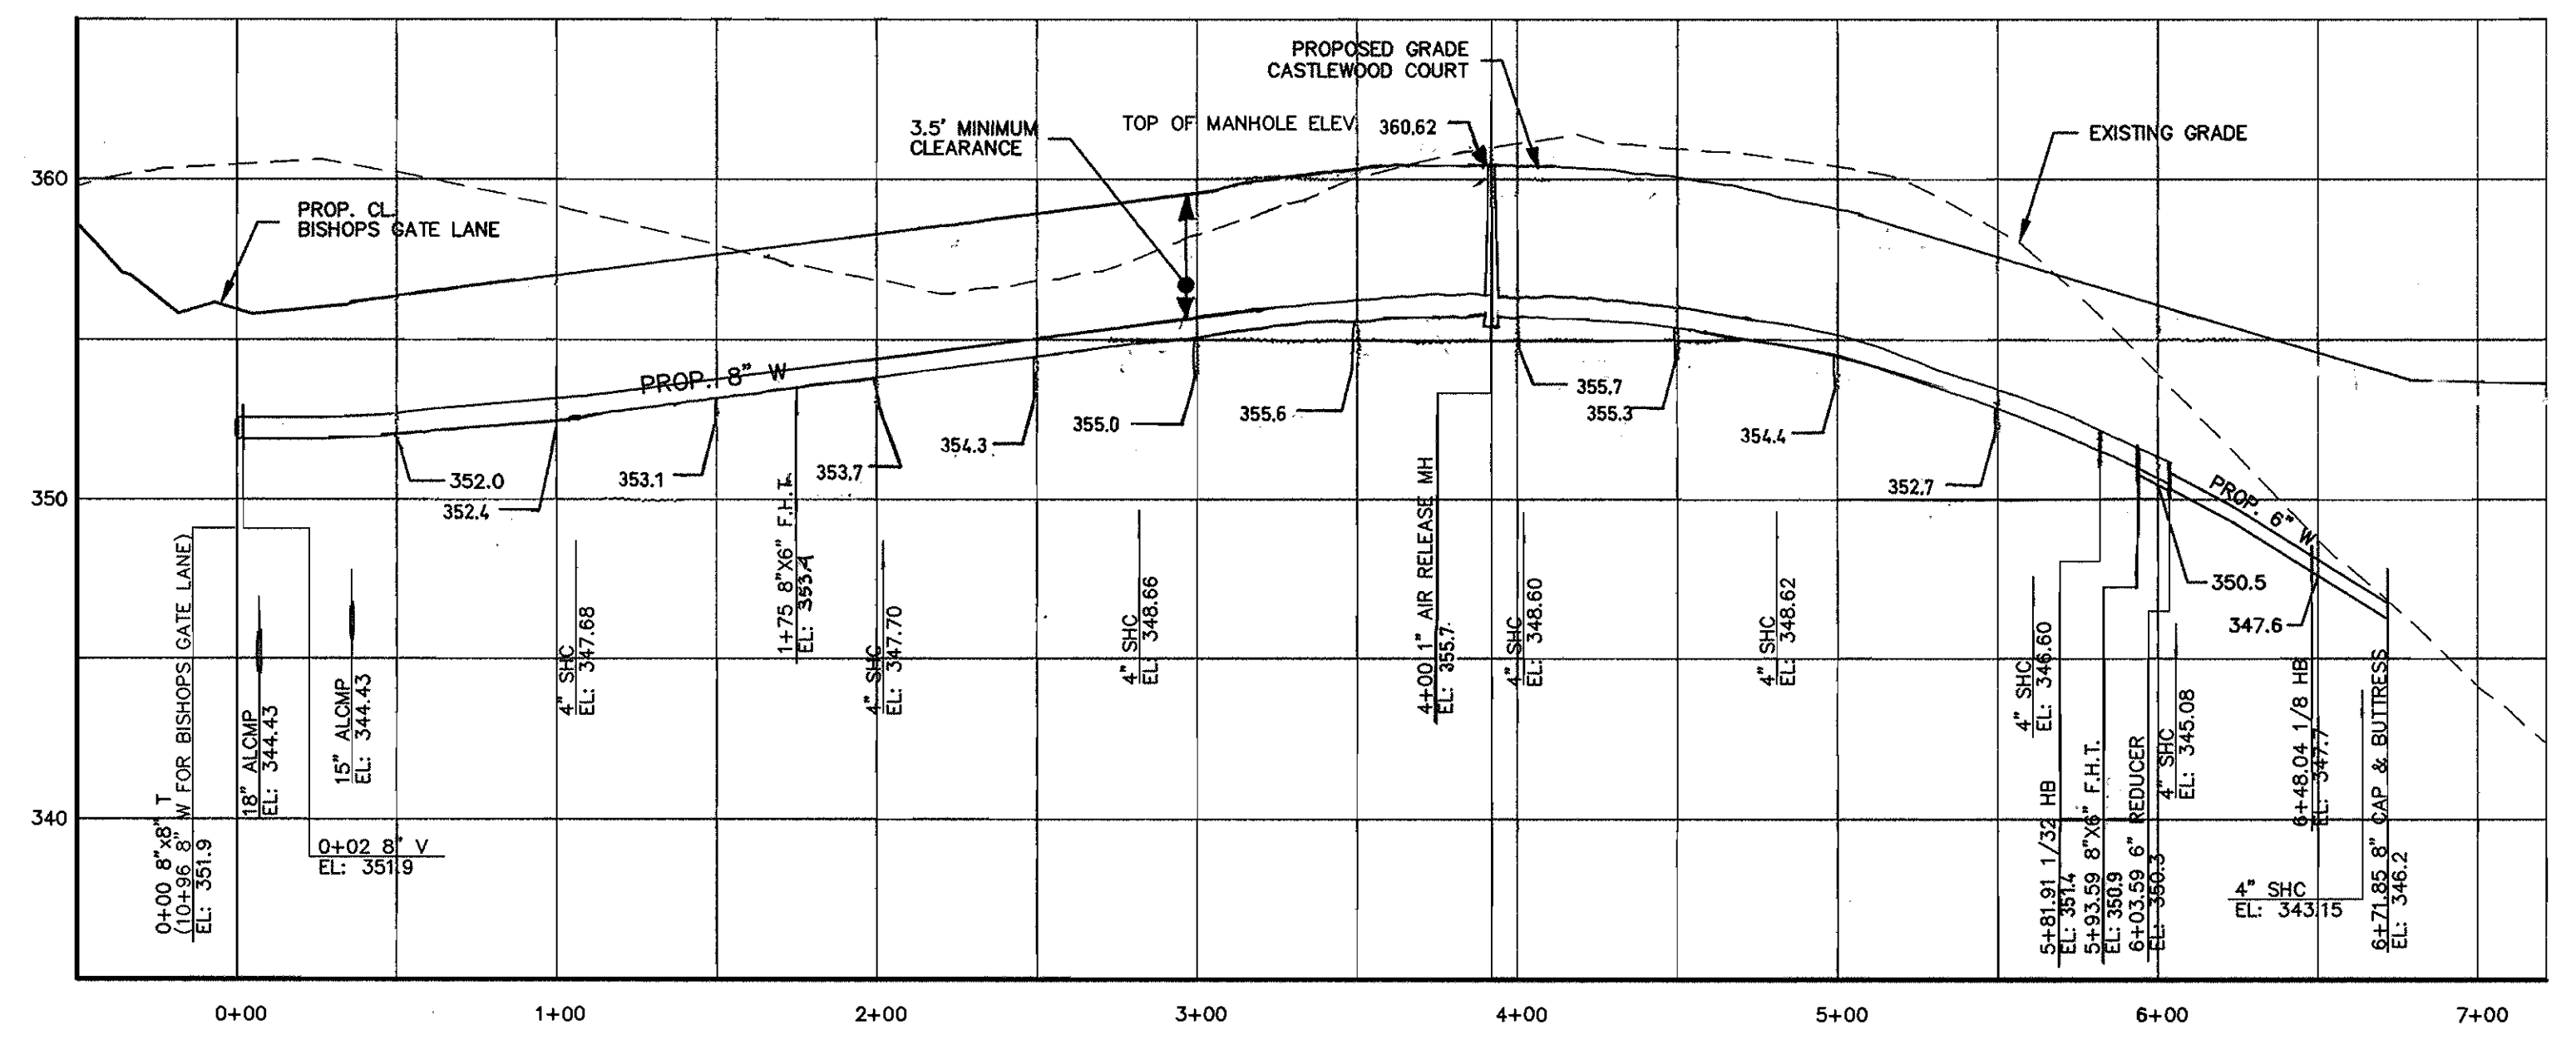 PROPOSED GRADE
CASTLEWOOD COURT
3.5' MINIMUM
CLEARANCE
TOP OF MANHOLE ELEV
360.62
EXISTING GRADE
360
PROP. CL.
BISHOPS GATE LANE
PROP. 8" W
355.7
355.3
355.6
355.0
354.4
354.3
353.7
353.1
352.7
352.0
352.4
350
PROP. 6" W
350.5
347.6
0+00 8"x8" T
(10+96 8" W FOR BISHOPS GATE LANE)
EL: 351.9
18" ALCMP
EL: 344.43
0+02 8" V
EL: 351.9
15" ALCMP
EL: 344.43
4" SHC
EL: 347.68
1+75 8"X6" F.H.T.
EL: 353.4
4" SHC
EL: 347.70
4" SHC
EL: 348.66
4+00 1" AIR RELEASE MH
EL: 355.7
4" SHC
EL: 348.60
4" SHC
EL: 348.62
4" SHC
EL: 346.60
5+81.91 1/32 HB
EL: 351.4
5+93.59 8"X6" F.H.T.
EL: 350.9
6+03.59 6" REDUCER
EL: 350.3
4" SHC
EL: 345.08
6+48.04 1/8 HB
EL: 347.7
4" SHC
EL: 343.15
6+71.85 8" CAP & BUTTRESS
EL: 346.2
340
0+00
1+00
2+00
3+00
4+00
5+00
6+00
7+00